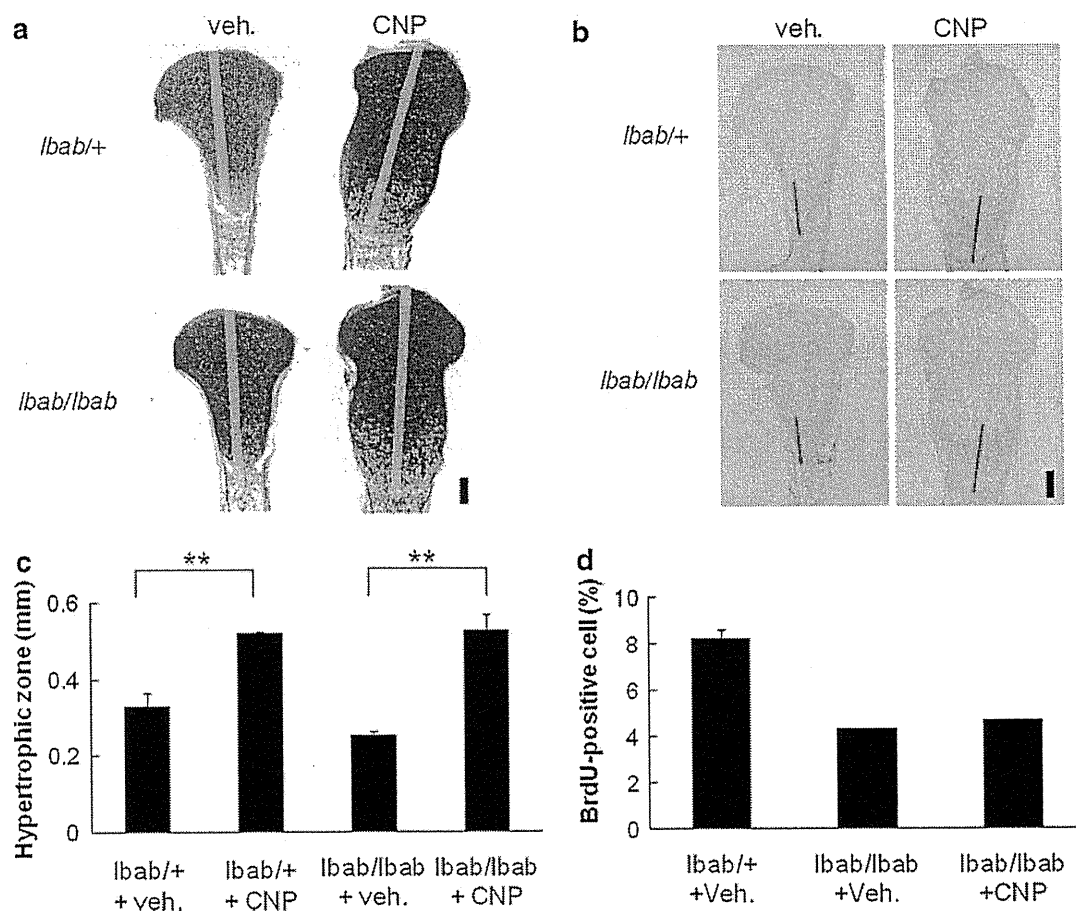 a
veh.
CNP
lbab/+
lbab/lbab
b
veh.
CNP
lbab/+
lbab/lbab
c
Hypertrophic zone (mm)
0.6
0.4
0.2
0
**
**
lbab/+ + veh.
lbab/+ + CNP
lbab/lbab + veh.
lbab/lbab + CNP
d
BrdU-positive cell (%)
10
8
6
4
2
0
lbab/+ +Veh.
lbab/lbab +Veh.
lbab/lbab +CNP